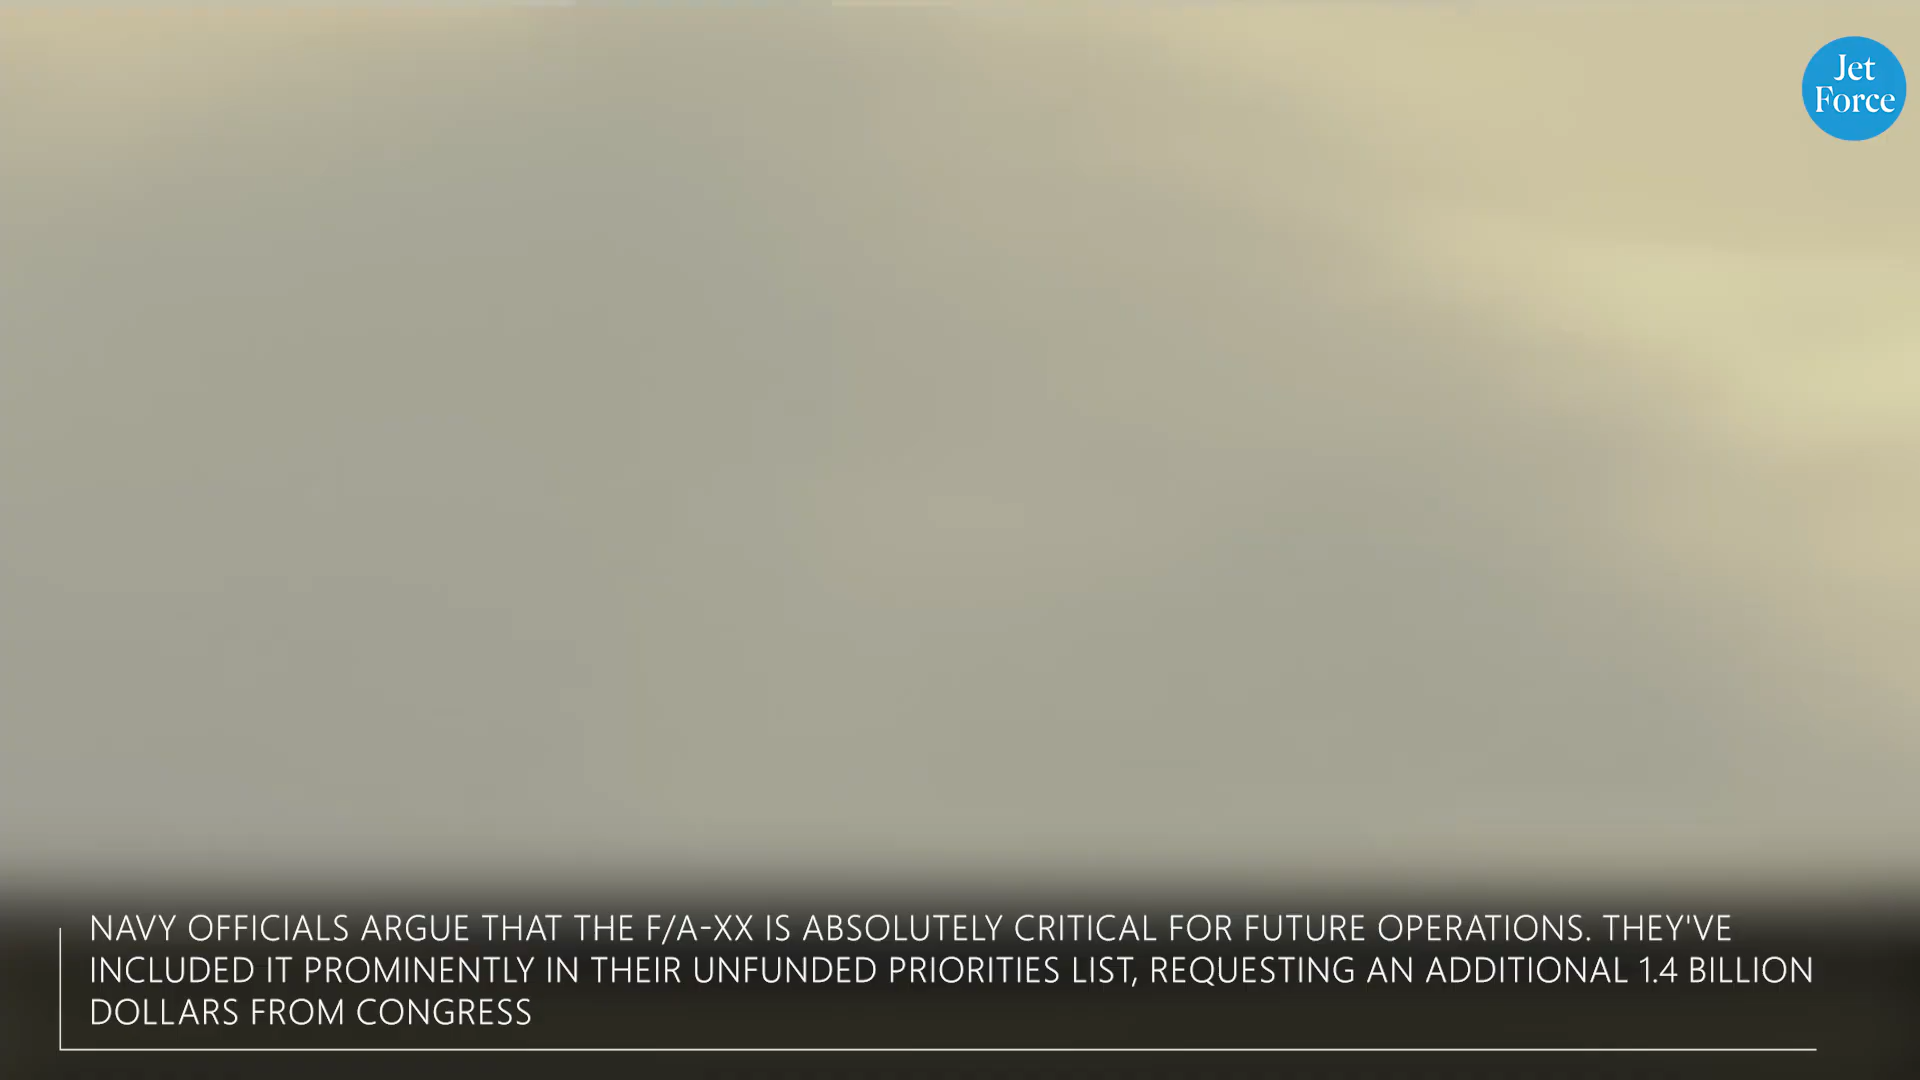 Jet
Force
NAVY OFFICIALS ARGUE THAT THE F/A-XX IS ABSOLUTELY CRITICAL FOR FUTURE OPERATIONS. THEY'VE
INCLUDED IT PROMINENTLY IN THEIR UNFUNDED PRIORITIES LIST, REQUESTING AN ADDITIONAL 1.4 BILLION
DOLLARS FROM CONGRESS